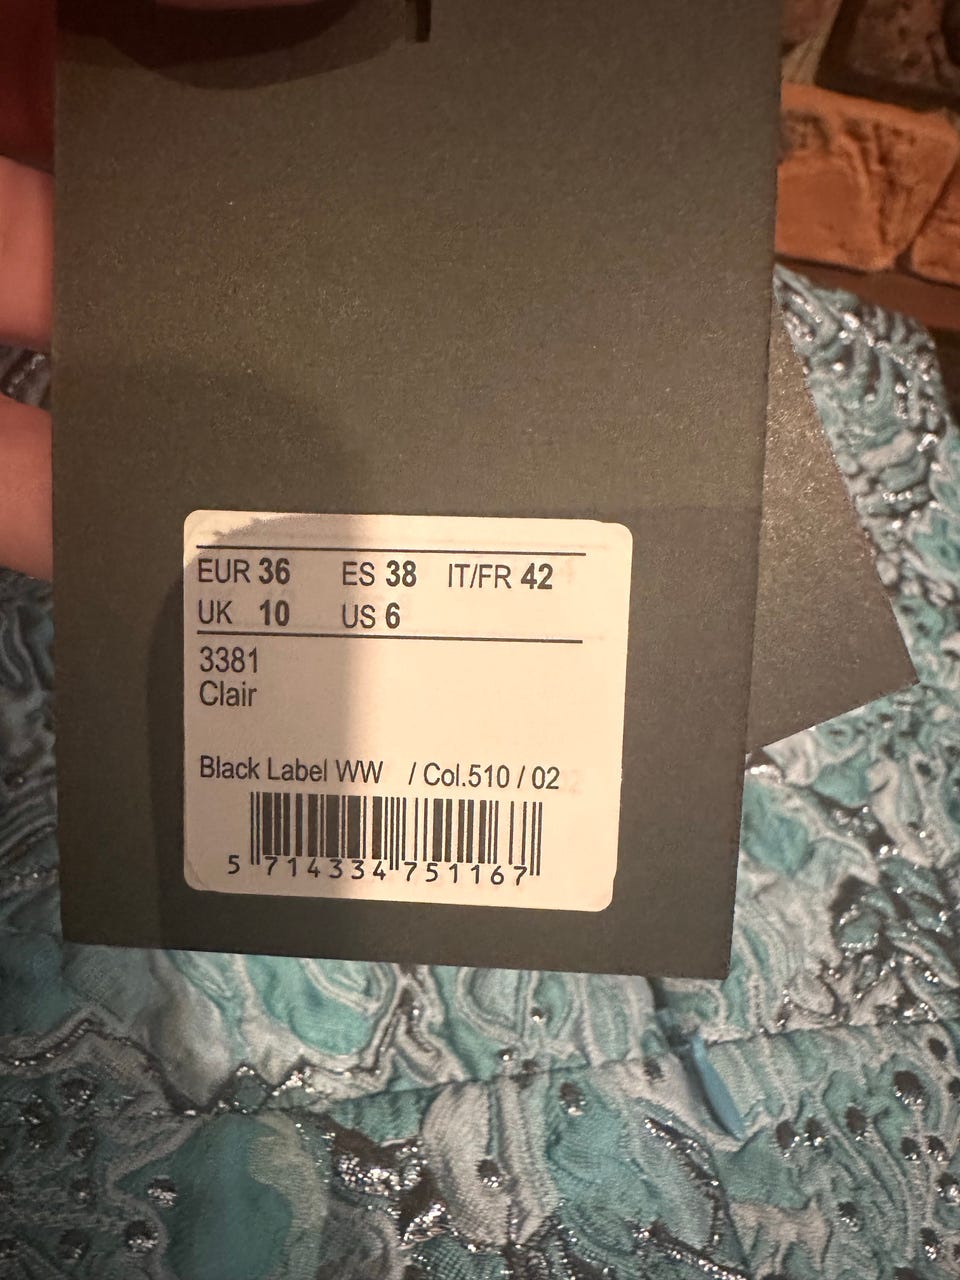 EUR 36 ES 38 IT/FR 42
UK 10 US 6
3381
Clair
Black Label WW / Col.510 / 02
5 714334 751167